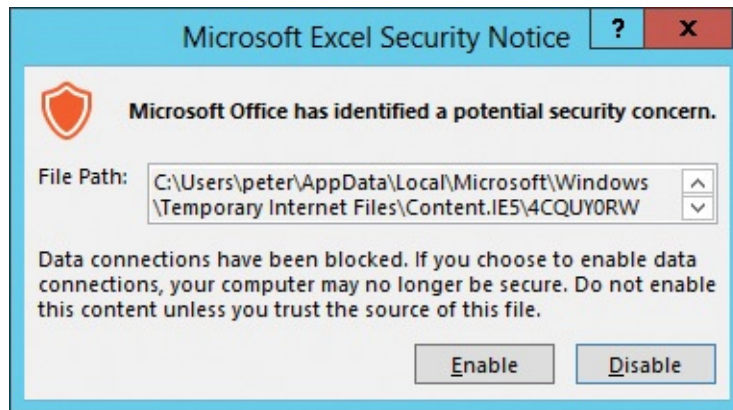 Microsoft Excel Security Notice
?
x
Microsoft Office has identified a potential security concern.
File Path:
C:\Users\peter\AppData\Local\Microsoft\Windows
\Temporary Internet Files\Content.IE5\4CQUY0RW
Data connections have been blocked. If you choose to enable data
connections, your computer may no longer be secure. Do not enable
this content unless you trust the source of this file.
Enable
Disable